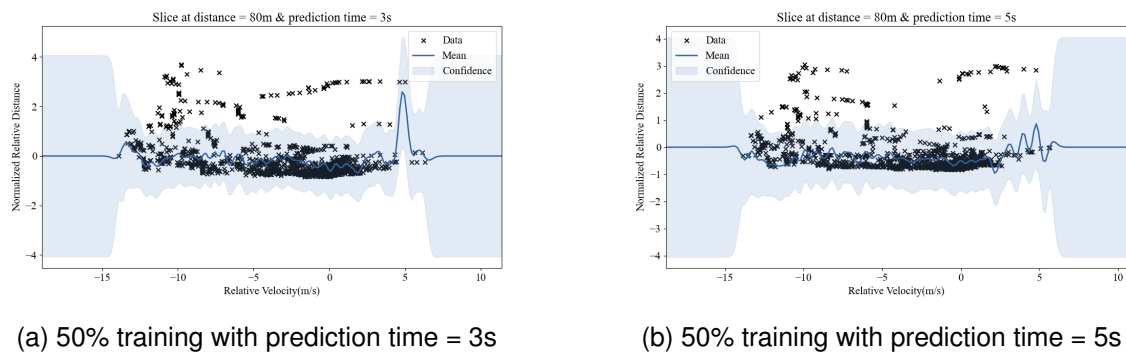 Slice at distance = 80m & prediction time = 3s
Normalized Relative Distance
4
2
0
−2
−4
Data
Mean
Confidence
−15 −10 −5 0 5 10
Relative Velocity(m/s)
(a) 50% training with prediction time = 3s
Slice at distance = 80m & prediction time = 5s
Normalized Relative Distance
4
3
2
1
0
−1
−2
−3
−4
Data
Mean
Confidence
−15 −10 −5 0 5 10
Relative Velocity(m/s)
(b) 50% training with prediction time = 5s